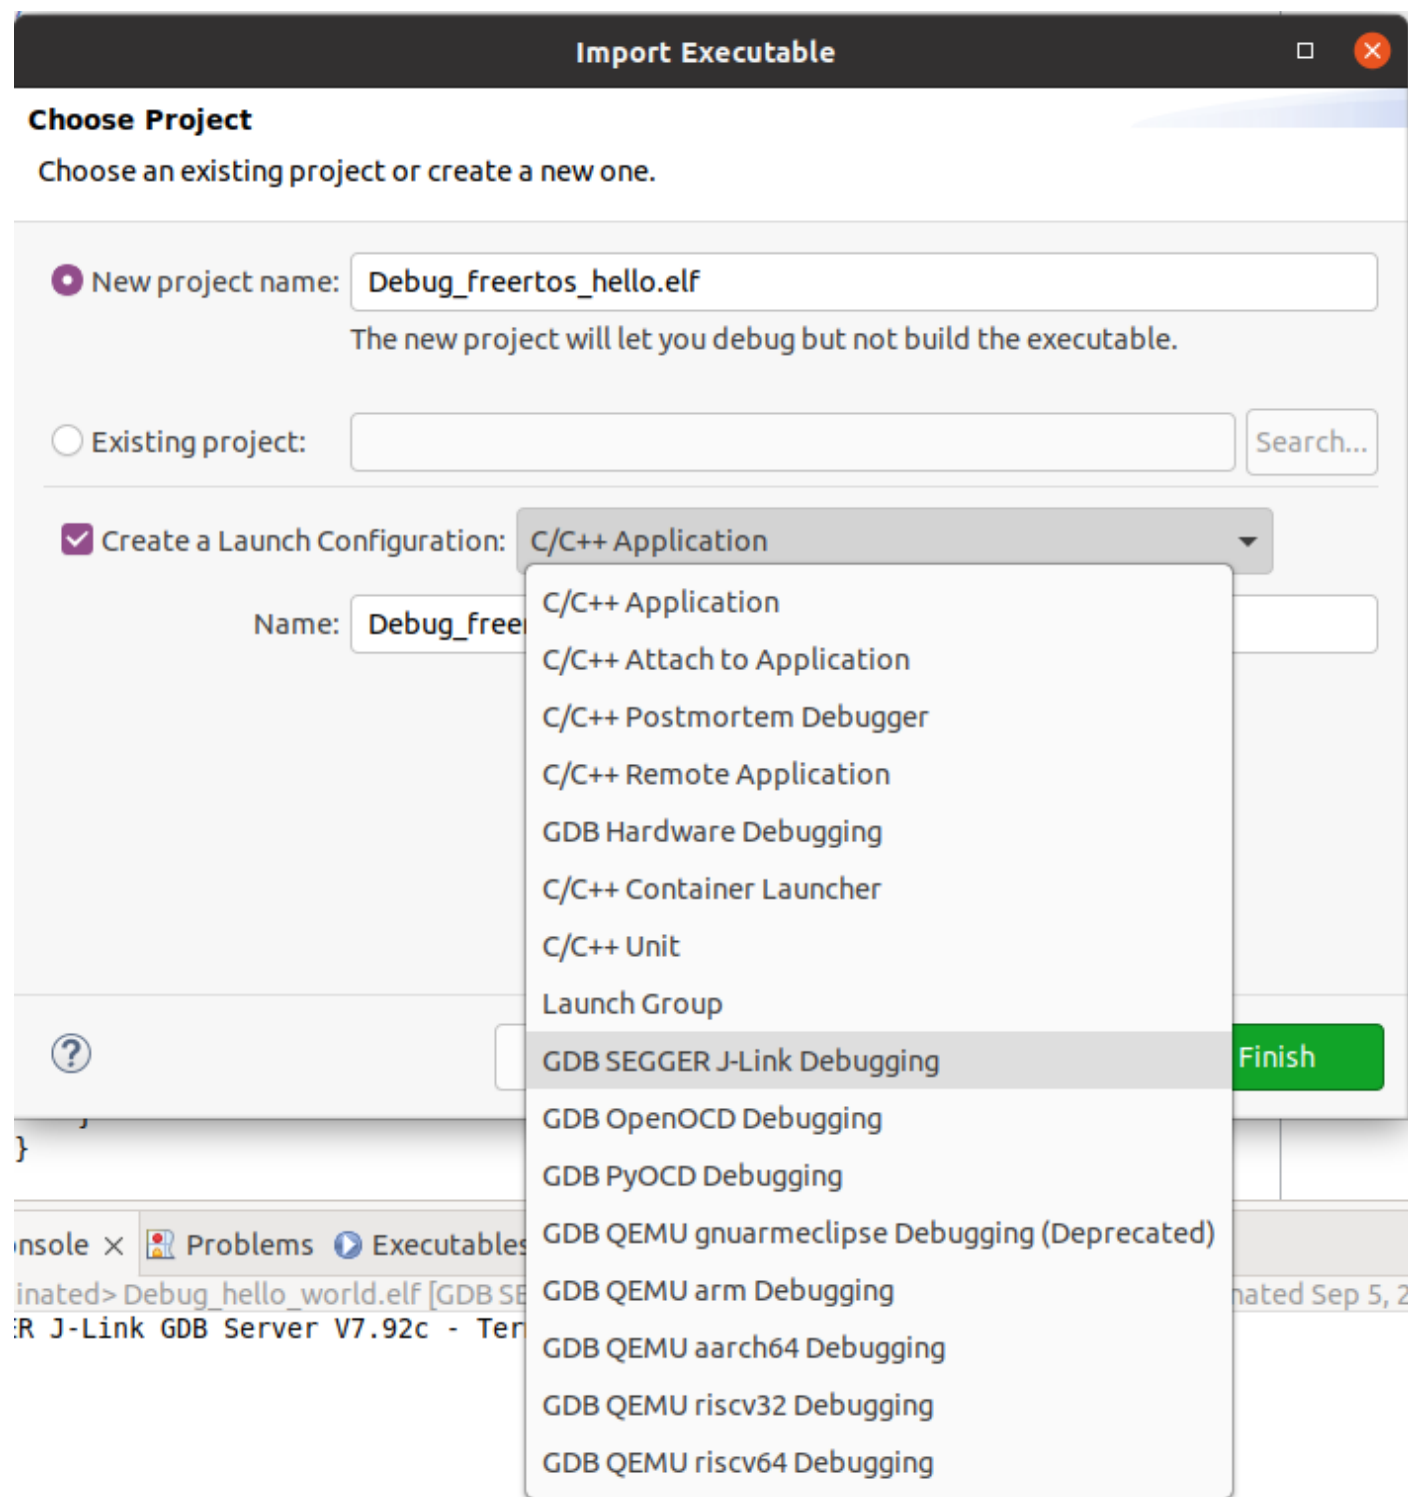 Import Executable
Choose Project
Choose an existing project or create a new one.
New project name: Debug_freertos_hello.elf
The new project will let you debug but not build the executable.
Existing project: Search...
Create a Launch Configuration: C/C++ Application
C/C++ Application
Name: Debug_freer
C/C++ Attach to Application
C/C++ Postmortem Debugger
C/C++ Remote Application
GDB Hardware Debugging
C/C++ Container Launcher
C/C++ Unit
Launch Group
GDB SEGGER J-Link Debugging
Finish
GDB OpenOCD Debugging
}
GDB PyOCD Debugging
onsole Problems Executables
GDB QEMU gnuarmeclipse Debugging (Deprecated)
inated> Debug_hello_world.elf [GDB SE
GDB QEMU arm Debugging
nated Sep 5, 2
ER J-Link GDB Server V7.92c - Ter
GDB QEMU aarch64 Debugging
GDB QEMU riscv32 Debugging
GDB QEMU riscv64 Debugging